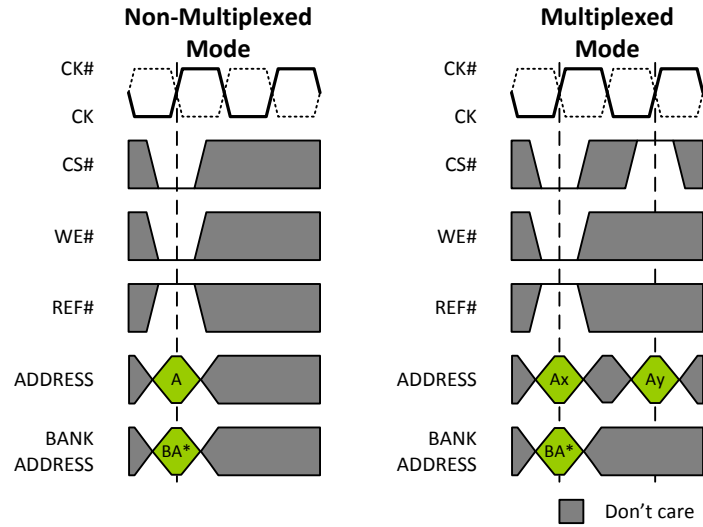 Non-Multiplexed
Mode
CK#
CK
CS#
WE#
REF#
ADDRESS
A
BANK
ADDRESS
BA*
Multiplexed
Mode
CK#
CK
CS#
WE#
REF#
ADDRESS
Ax
Ay
BANK
ADDRESS
BA*
Don't care